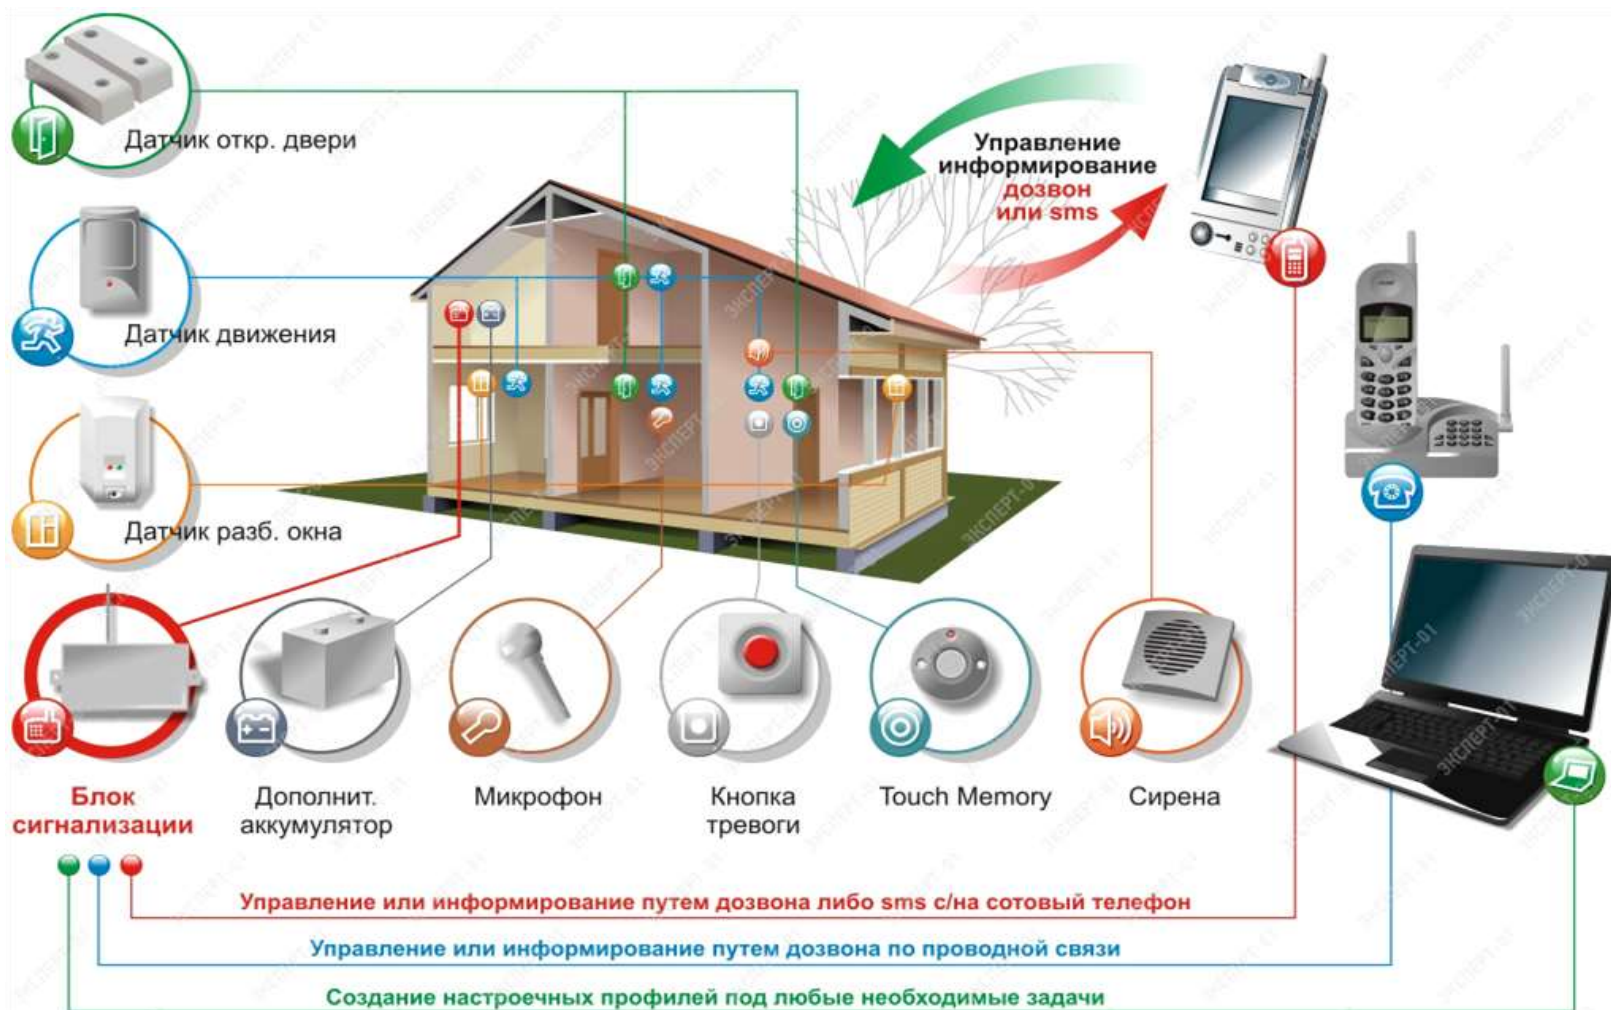 Датчик откр. двери
Управление
информирование
дозвон
или sms
Датчик движения
Датчик разб. окна
Блок
сигнализации
Дополнит.
аккумулятор
Микрофон
Кнопка
тревоги
Touch Memory
Сирена
Управление или информирование путем дозвона либо sms с/на сотовый телефон
Управление или информирование путем дозвона по проводной связи
Создание настроечных профилей под любые необходимые задачи
ЭКСПЕРТ-01